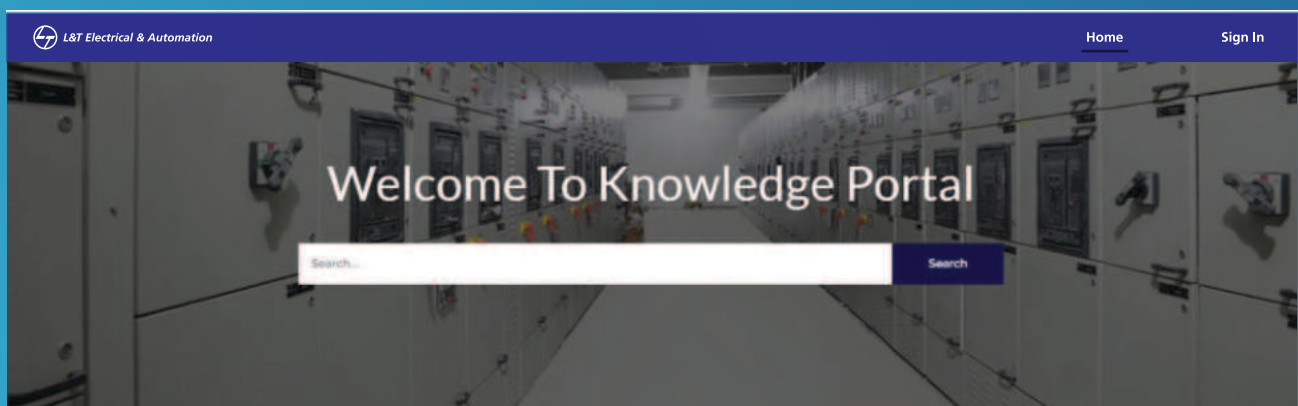 L&T Electrical & Automation
Home
Sign In
Welcome To Knowledge Portal
Search...
Search